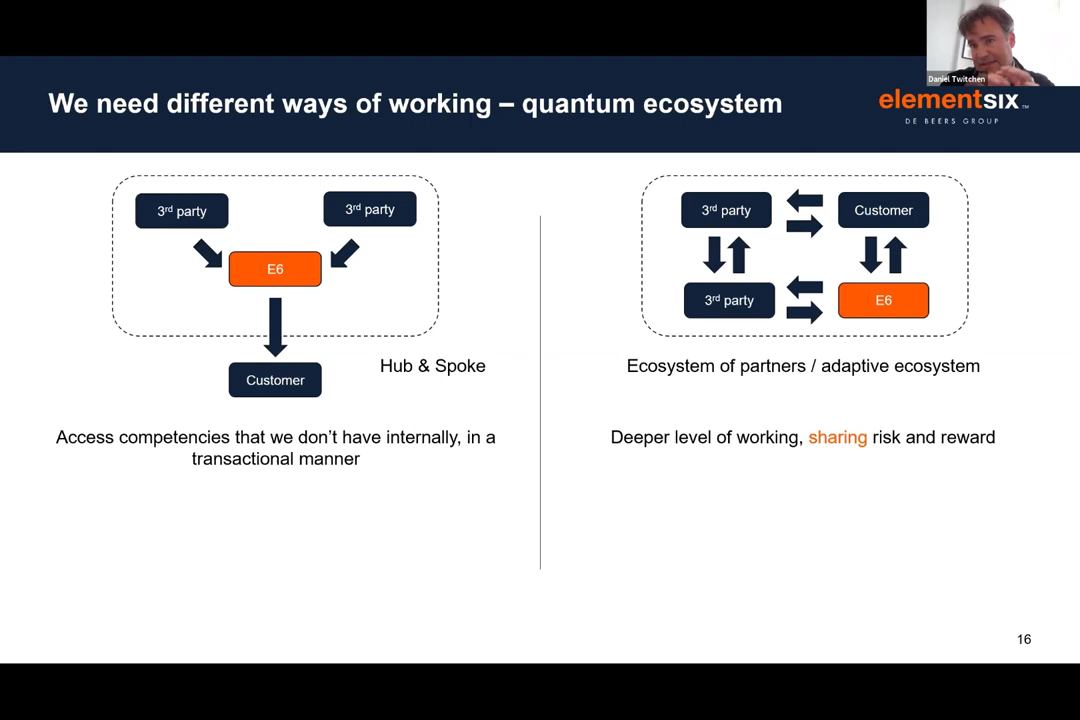 Daniel Twitchen
We need different ways of working – quantum ecosystem
elementsix™
DE BEERS GROUP
3rd party
3rd party
E6
Customer
Hub & Spoke
Access competencies that we don't have internally, in a
transactional manner
3rd party
Customer
3rd party
E6
Ecosystem of partners / adaptive ecosystem
Deeper level of working, sharing risk and reward
16